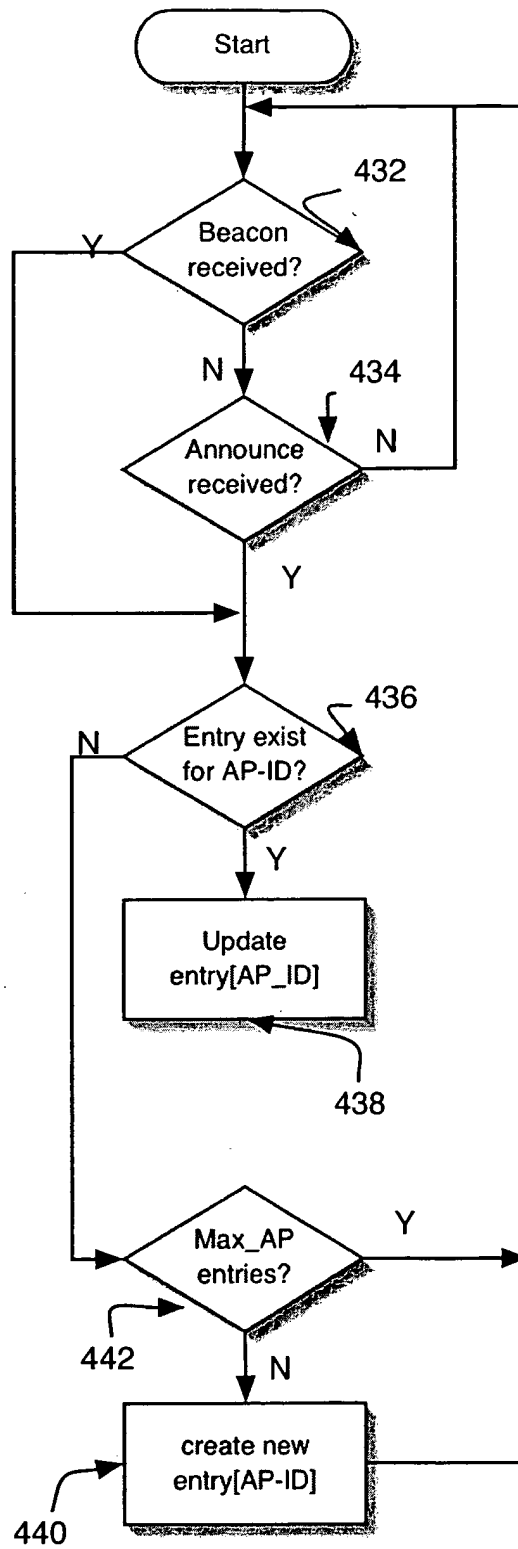 Start
432
Y
Beacon
received?
N
434
Announce
received?
N
Y
436
N
Entry exist
for AP-ID?
Y
Update
entry[AP_ID]
438
Max_AP
entries?
Y
442
N
create new
entry[AP-ID]
440